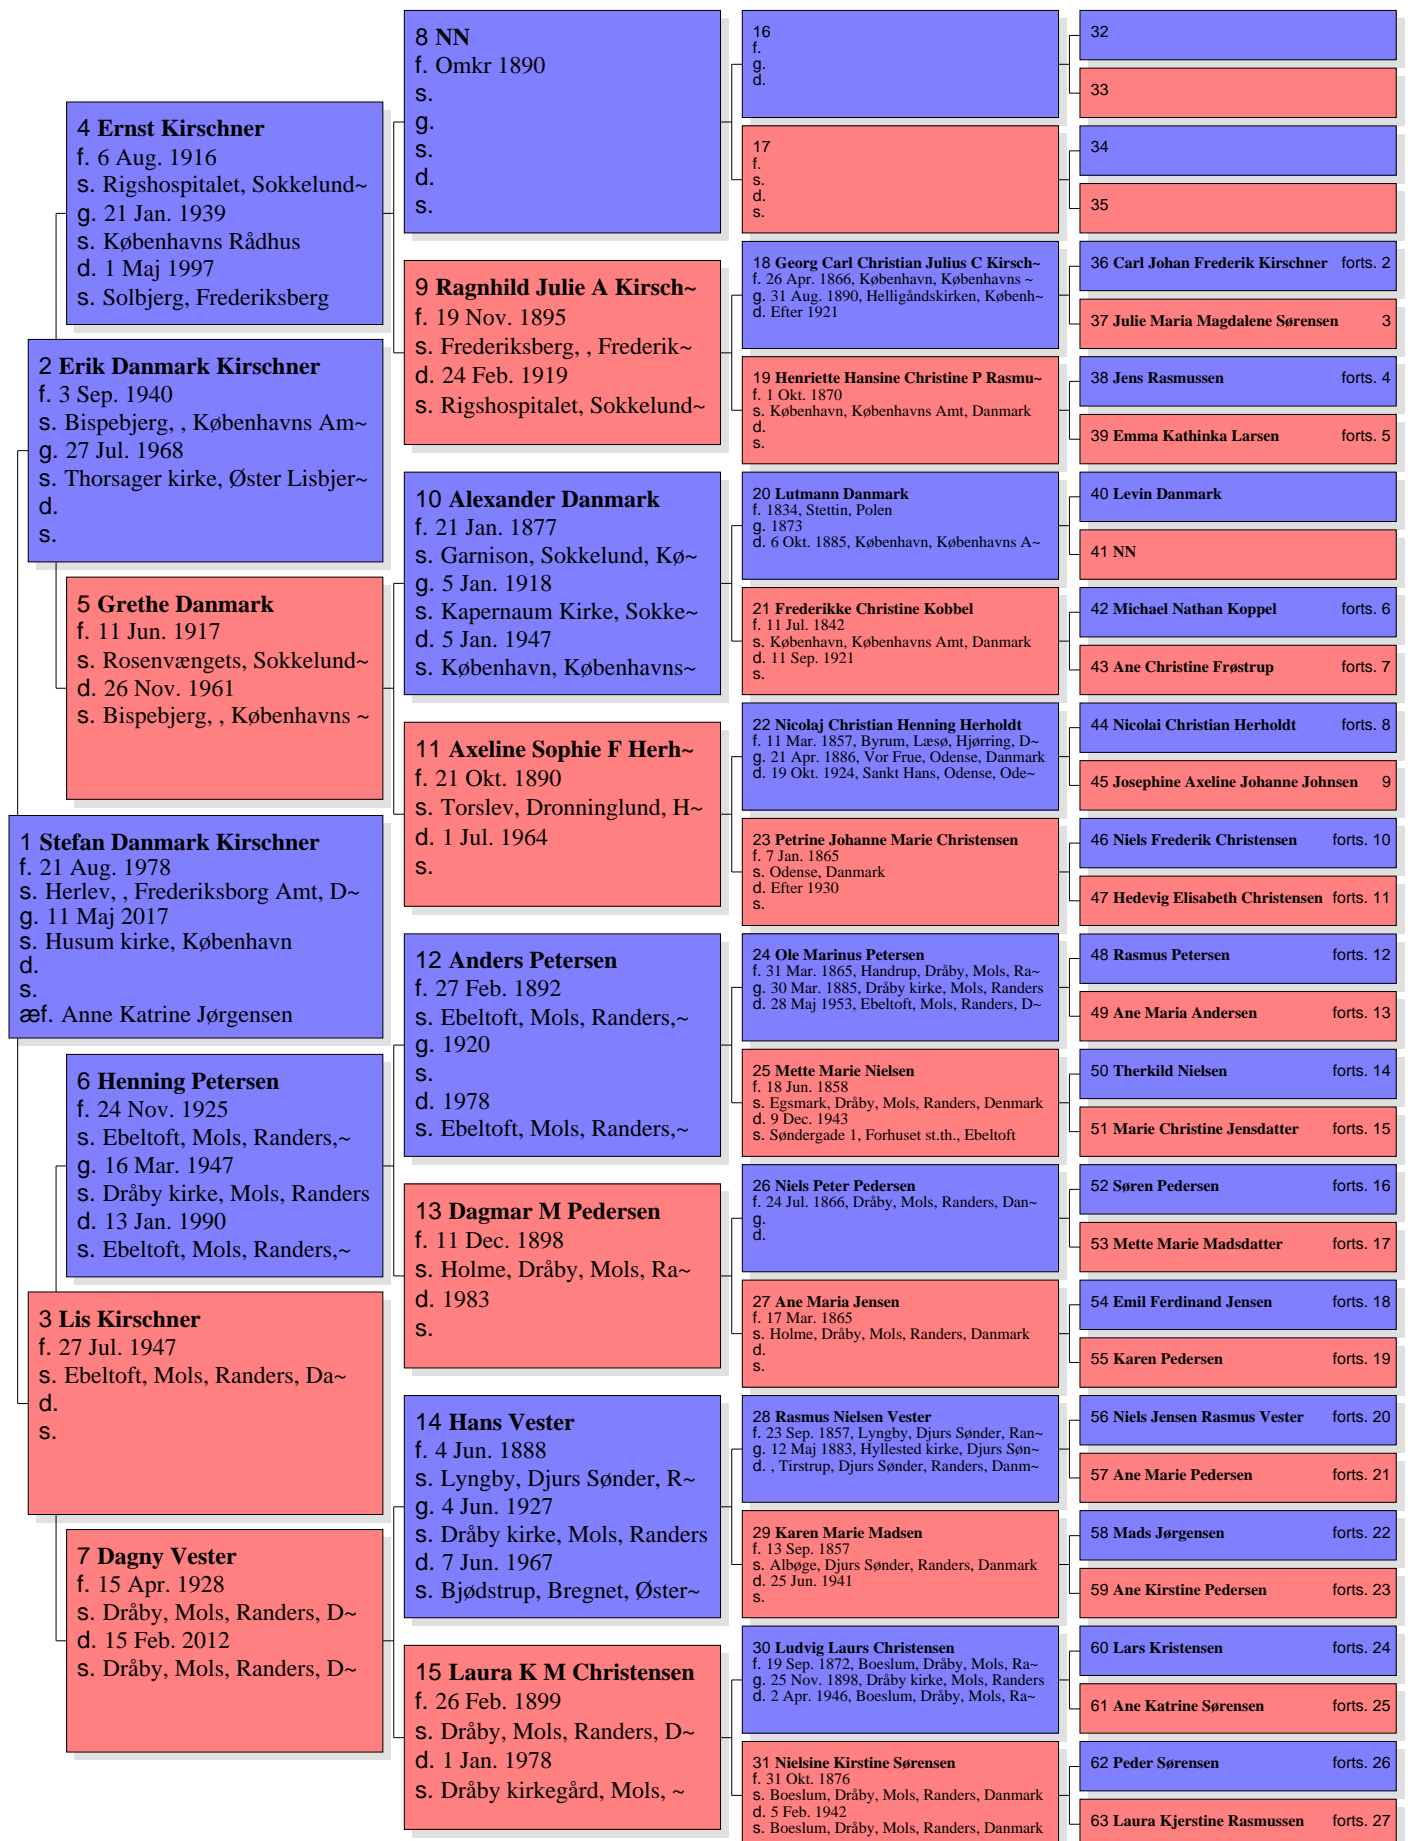 1 Stefan Danmark Kirschner
f. 21 Aug. 1978
s. Herlev, , Frederiksborg Amt, D~
g. 11 Maj 2017
s. Husum kirke, København
d.
s.
æf. Anne Katrine Jørgensen
2 Erik Danmark Kirschner
f. 3 Sep. 1940
s. Bispebjerg, , Københavns Am~
g. 27 Jul. 1968
s. Thorsager kirke, Øster Lisbjer~
d.
s.
3 Lis Kirschner
f. 27 Jul. 1947
s. Ebeltoft, Mols, Randers, Da~
d.
s.
4 Ernst Kirschner
f. 6 Aug. 1916
s. Rigshospitalet, Sokkelund~
g. 21 Jan. 1939
s. Københavns Rådhus
d. 1 Maj 1997
s. Solbjerg, Frederiksberg
5 Grethe Danmark
f. 11 Jun. 1917
s. Rosenvængets, Sokkelund~
d. 26 Nov. 1961
s. Bispebjerg, , Københavns ~
6 Henning Petersen
f. 24 Nov. 1925
s. Ebeltoft, Mols, Randers,~
g. 16 Mar. 1947
s. Dråby kirke, Mols, Randers
d. 13 Jan. 1990
s. Ebeltoft, Mols, Randers,~
7 Dagny Vester
f. 15 Apr. 1928
s. Dråby, Mols, Randers, D~
d. 15 Feb. 2012
s. Dråby, Mols, Randers, D~
8 NN
f. Omkr 1890
s.
g.
s.
d.
s.
9 Ragnhild Julie A Kirsch~
f. 19 Nov. 1895
s. Frederiksberg, , Frederik~
d. 24 Feb. 1919
s. Rigshospitalet, Sokkelund~
10 Alexander Danmark
f. 21 Jan. 1877
s. Garnison, Sokkelund, Kø~
g. 5 Jan. 1918
s. Kapernaum Kirke, Sokke~
d. 5 Jan. 1947
s. København, Københavns~
11 Axeline Sophie F Herh~
f. 21 Okt. 1890
s. Torslev, Dronninglund, H~
d. 1 Jul. 1964
s.
12 Anders Petersen
f. 27 Feb. 1892
s. Ebeltoft, Mols, Randers,~
g. 1920
s.
d. 1978
s. Ebeltoft, Mols, Randers,~
13 Dagmar M Pedersen
f. 11 Dec. 1898
s. Holme, Dråby, Mols, Ra~
d. 1983
s.
14 Hans Vester
f. 4 Jun. 1888
s. Lyngby, Djurs Sønder, R~
g. 4 Jun. 1927
s. Dråby kirke, Mols, Randers
d. 7 Jun. 1967
s. Bjødstrup, Bregnet, Øster~
15 Laura K M Christensen
f. 26 Feb. 1899
s. Dråby, Mols, Randers, D~
d. 1 Jan. 1978
s. Dråby kirkegård, Mols, ~
16
f.
g.
d.
17
f.
s.
d.
s.
18 Georg Carl Christian Julius C Kirsch~
f. 26 Apr. 1866, København, Københavns ~
g. 31 Aug. 1890, Helligåndskirken, Københ~
d. Efter 1921
19 Henriette Hansine Christine P Rasmu~
f. 1 Okt. 1870
s. København, Københavns Amt, Danmark
d.
s.
20 Lutmann Danmark
f. 1834, Stettin, Polen
g. 1873
d. 6 Okt. 1885, København, Københavns A~
21 Frederikke Christine Kobbel
f. 11 Jul. 1842
s. København, Københavns Amt, Danmark
d. 11 Sep. 1921
s.
22 Nicolaj Christian Henning Herholdt
f. 11 Mar. 1857, Byrum, Læsø, Hjørring, D~
g. 21 Apr. 1886, Vor Frue, Odense, Danmark
d. 19 Okt. 1924, Sankt Hans, Odense, Ode~
23 Petrine Johanne Marie Christensen
f. 7 Jan. 1865
s. Odense, Danmark
d. Efter 1930
s.
24 Ole Marinus Petersen
f. 31 Mar. 1865, Handrup, Dråby, Mols, Ra~
g. 30 Mar. 1885, Dråby kirke, Mols, Randers
d. 28 Maj 1953, Ebeltoft, Mols, Randers, D~
25 Mette Marie Nielsen
f. 18 Jun. 1858
s. Egsmark, Dråby, Mols, Randers, Denmark
d. 9 Dec. 1943
s. Søndergade 1, Forhuset st.th., Ebeltoft
26 Niels Peter Pedersen
f. 24 Jul. 1866, Dråby, Mols, Randers, Dan~
g.
d.
27 Ane Maria Jensen
f. 17 Mar. 1865
s. Holme, Dråby, Mols, Randers, Danmark
d.
s.
28 Rasmus Nielsen Vester
f. 23 Sep. 1857, Lyngby, Djurs Sønder, Ran~
g. 12 Maj 1883, Hyllested kirke, Djurs Søn~
d. , Tirstrup, Djurs Sønder, Randers, Danm~
29 Karen Marie Madsen
f. 13 Sep. 1857
s. Albøge, Djurs Sønder, Randers, Danmark
d. 25 Jun. 1941
s.
30 Ludvig Laurs Christensen
f. 19 Sep. 1872, Boeslum, Dråby, Mols, Ra~
g. 25 Nov. 1898, Dråby kirke, Mols, Randers
d. 2 Apr. 1946, Boeslum, Dråby, Mols, Ra~
31 Nielsine Kirstine Sørensen
f. 31 Okt. 1876
s. Boeslum, Dråby, Mols, Randers, Danmark
d. 5 Feb. 1942
s. Boeslum, Dråby, Mols, Randers, Danmark
32
33
34
35
36 Carl Johan Frederik Kirschner forts. 2
37 Julie Maria Magdalene Sørensen 3
38 Jens Rasmussen forts. 4
39 Emma Kathinka Larsen forts. 5
40 Levin Danmark
41 NN
42 Michael Nathan Koppel forts. 6
43 Ane Christine Frøstrup forts. 7
44 Nicolai Christian Herholdt forts. 8
45 Josephine Axeline Johanne Johnsen 9
46 Niels Frederik Christensen forts. 10
47 Hedevig Elisabeth Christensen forts. 11
48 Rasmus Petersen forts. 12
49 Ane Maria Andersen forts. 13
50 Therkild Nielsen forts. 14
51 Marie Christine Jensdatter forts. 15
52 Søren Pedersen forts. 16
53 Mette Marie Madsdatter forts. 17
54 Emil Ferdinand Jensen forts. 18
55 Karen Pedersen forts. 19
56 Niels Jensen Rasmus Vester forts. 20
57 Ane Marie Pedersen forts. 21
58 Mads Jørgensen forts. 22
59 Ane Kirstine Pedersen forts. 23
60 Lars Kristensen forts. 24
61 Ane Katrine Sørensen forts. 25
62 Peder Sørensen forts. 26
63 Laura Kjerstine Rasmussen forts. 27